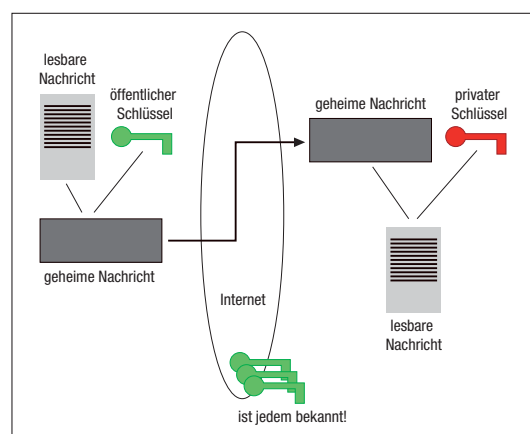 lesbare
Nachricht
öffentlicher
Schlüssel
geheime Nachricht
Internet
ist jedem bekannt!
geheime Nachricht
privater
Schlüssel
lesbare
Nachricht